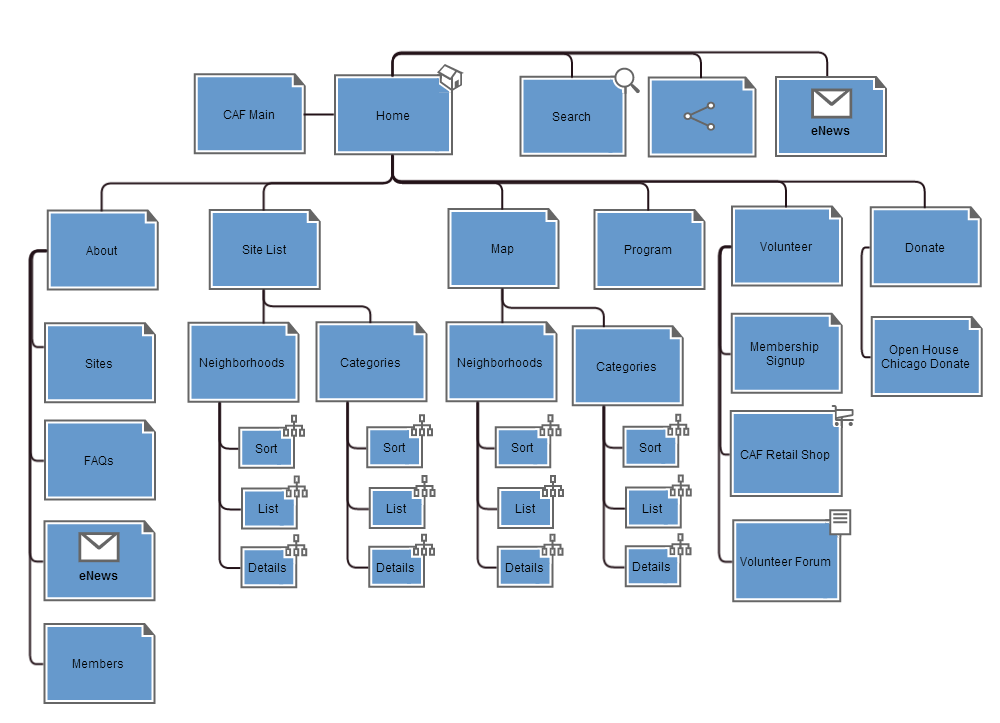 CAF Main
Home
Search
eNews
About
Site List
Map
Program
Volunteer
Donate
Sites
Neighborhoods
Categories
Neighborhoods
Categories
Membership
Signup
Open House
Chicago Donate
FAQs
Sort
Sort
Sort
Sort
CAF Retail Shop
List
List
List
List
eNews
Details
Details
Details
Details
Volunteer Forum
Members